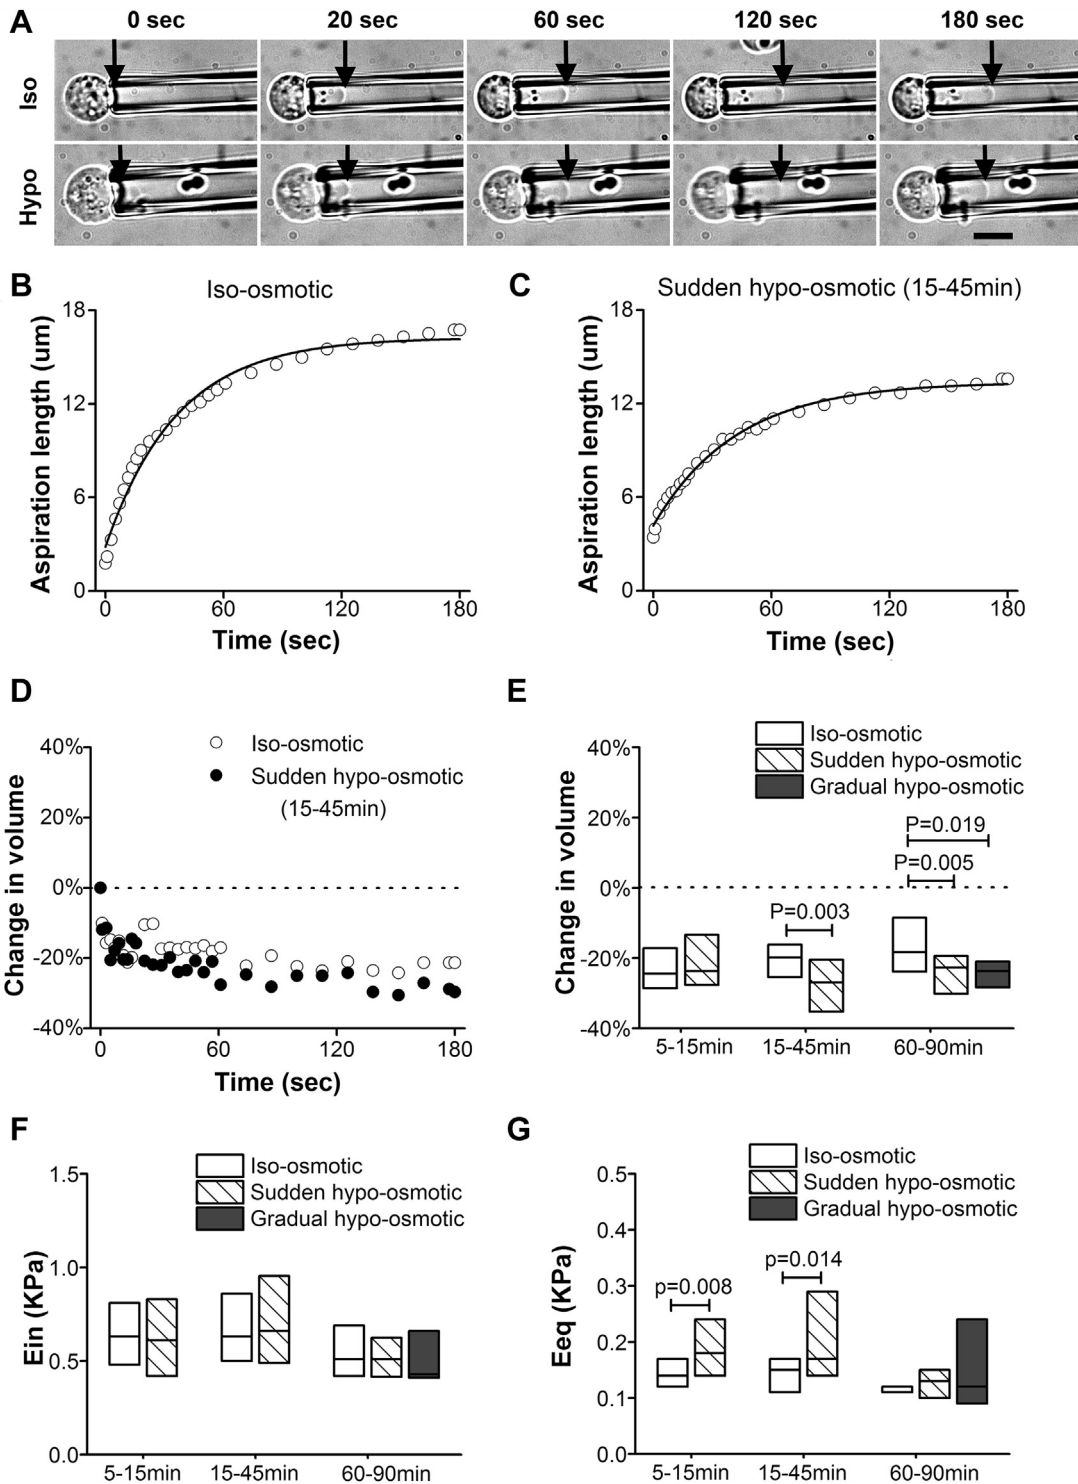 A
0 sec 20 sec 60 sec 120 sec 180 sec
Iso
Hypo
B
Iso-osmotic
Aspiration length (um)
18
12
6
0
0 60 120 180
Time (sec)
C
Sudden hypo-osmotic (15-45min)
Aspiration length (um)
18
12
6
0
0 60 120 180
Time (sec)
D
Iso-osmotic
Sudden hypo-osmotic
(15-45min)
Change in volume
40%
20%
0%
-20%
-40%
0 60 120 180
Time (sec)
E
Iso-osmotic
Sudden hypo-osmotic
Gradual hypo-osmotic
Change in volume
40%
20%
0%
-20%
-40%
P=0.019
P=0.005
P=0.003
5-15min 15-45min 60-90min
F
Iso-osmotic
Sudden hypo-osmotic
Gradual hypo-osmotic
Ein (KPa)
1.5
1.0
0.5
0.0
5-15min 15-45min 60-90min
G
Iso-osmotic
Sudden hypo-osmotic
Gradual hypo-osmotic
Eeq (KPa)
0.5
0.4
0.3
0.2
0.1
0.0
p=0.014
p=0.008
5-15min 15-45min 60-90min